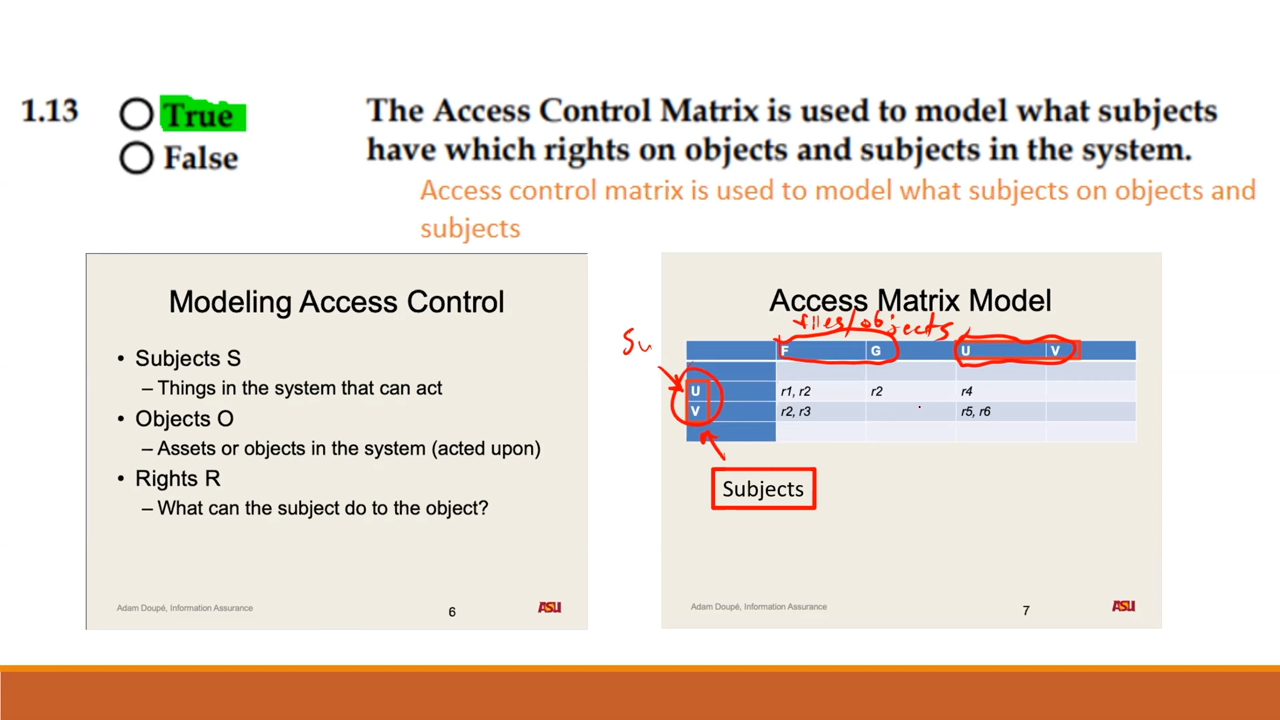 1.13
True
False
The Access Control Matrix is used to model what subjects
have which rights on objects and subjects in the system.
Access control matrix is used to model what subjects on objects and
subjects
Modeling Access Control
• Subjects S
– Things in the system that can act
• Objects O
– Assets or objects in the system (acted upon)
• Rights R
– What can the subject do to the object?
Adam Doupé, Information Assurance
6
ASU
Access Matrix Model
files/objects
Su
F G U V
U r1, r2 r2 r4
V r2, r3 r5, r6
Subjects
Adam Doupé, Information Assurance
7
ASU